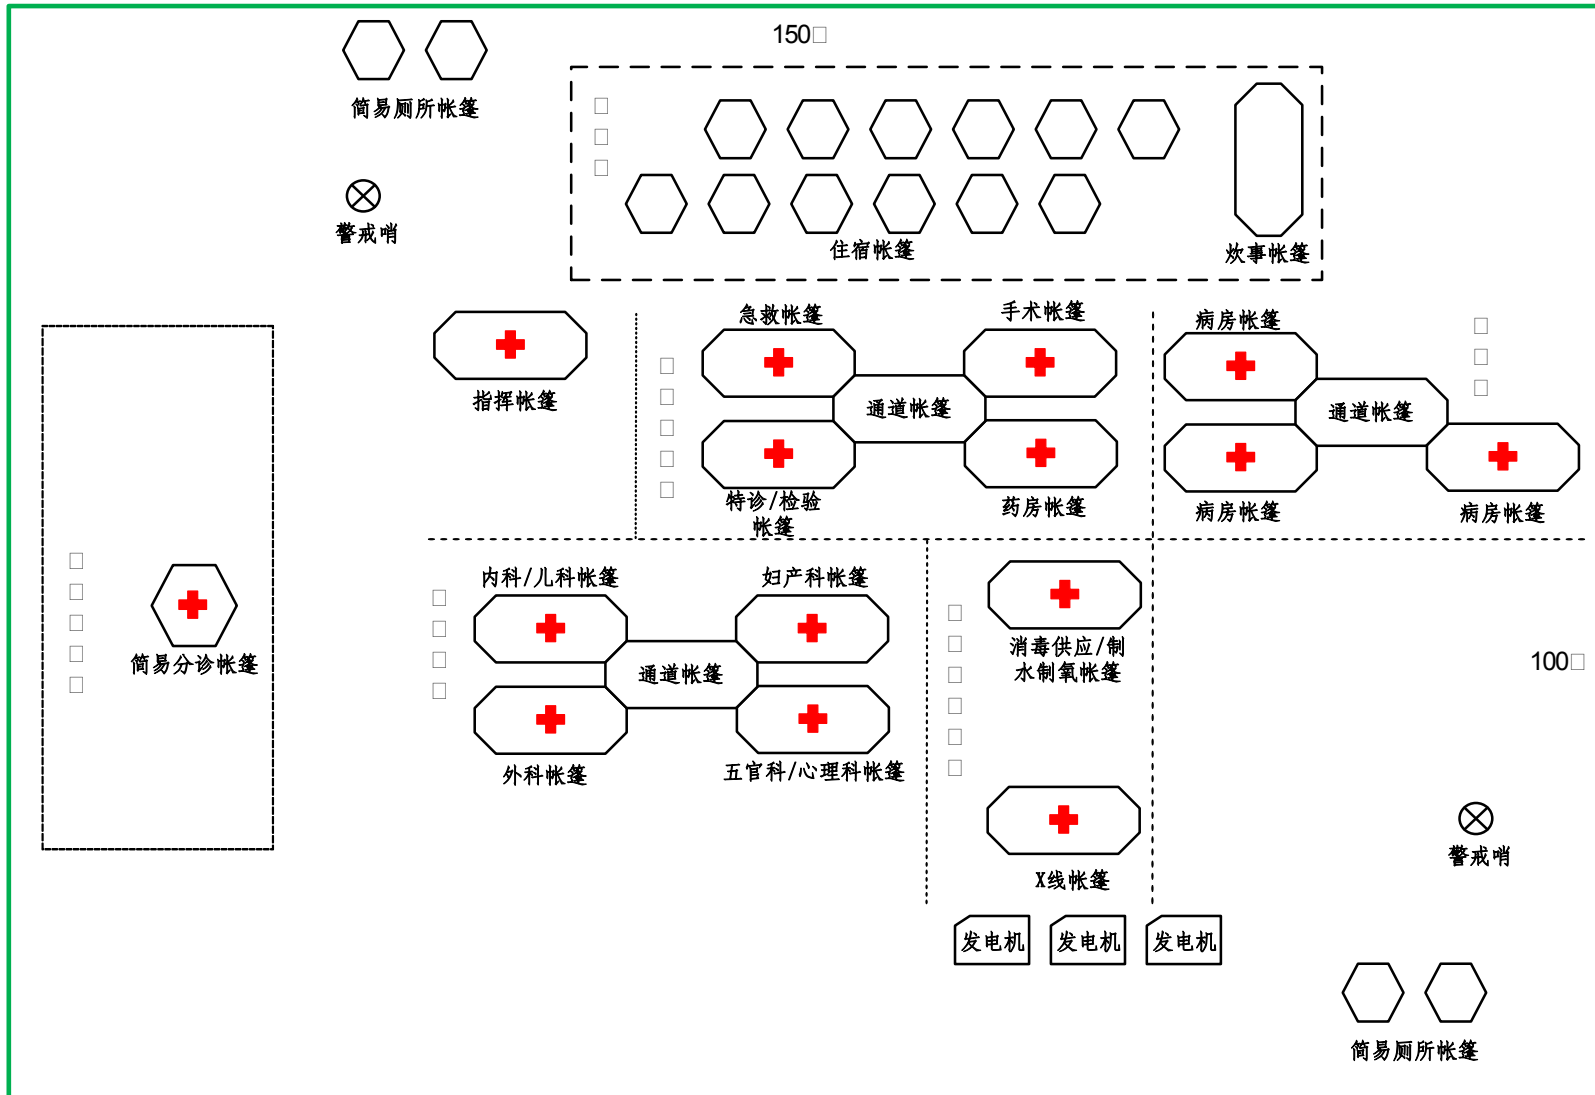 150□
简易厕所帐篷
警戒哨
□
□
□
住宿帐篷
炊事帐篷
指挥帐篷
急救帐篷
手术帐篷
病房帐篷
□
□
□
□
□
□
□
□
通道帐篷
通道帐篷
特诊/检验
帐篷
药房帐篷
病房帐篷
病房帐篷
□
□
□
□
□
简易分诊帐篷
内科/儿科帐篷
妇产科帐篷
□
□
□
□
通道帐篷
外科帐篷
五官科/心理科帐篷
□
□
□
□
□
□
消毒供应/制
水制氧帐篷
100□
X线帐篷
警戒哨
发电机
发电机
发电机
简易厕所帐篷